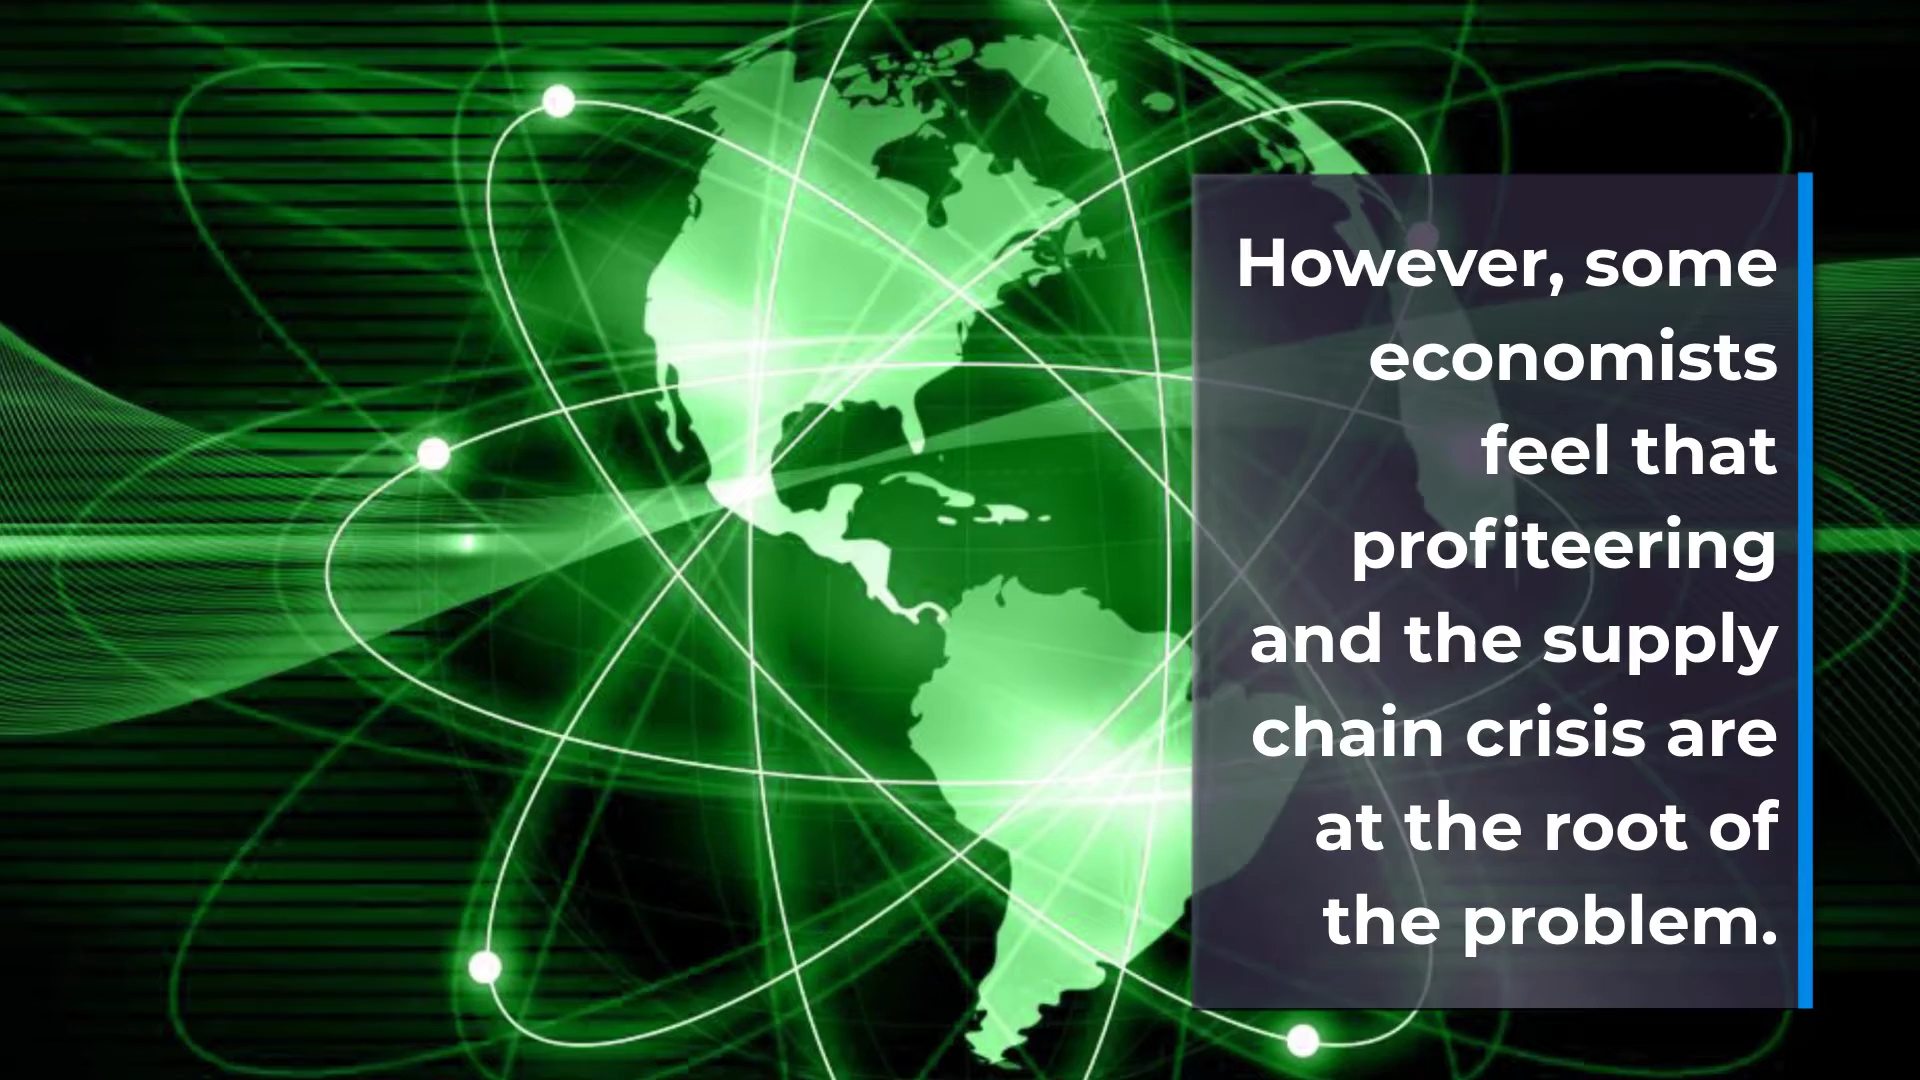 However, some
economists
feel that
profiteering
and the supply
chain crisis are
at the root of
the problem.